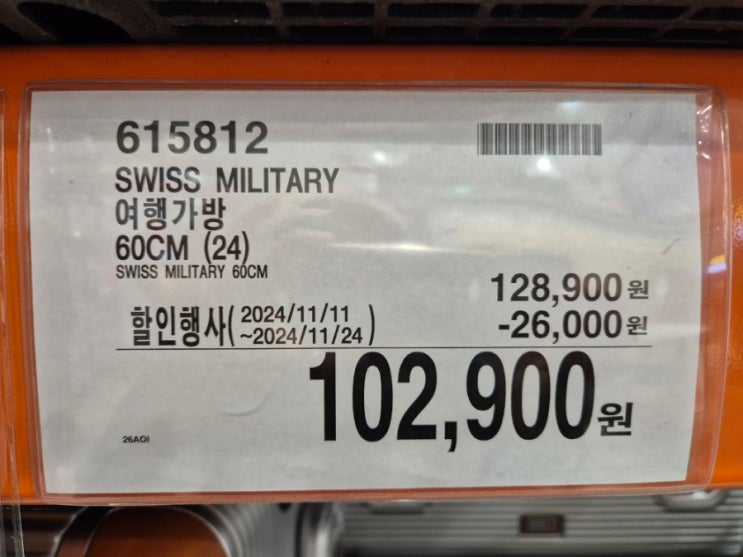 615812
SWISS MILITARY
여행가방
60CM (24)
SWISS MILITARY 60CM
128,900원
할인행사( 2024/11/11 ~2024/11/24 ) -26,000원
102,900원
26AOI